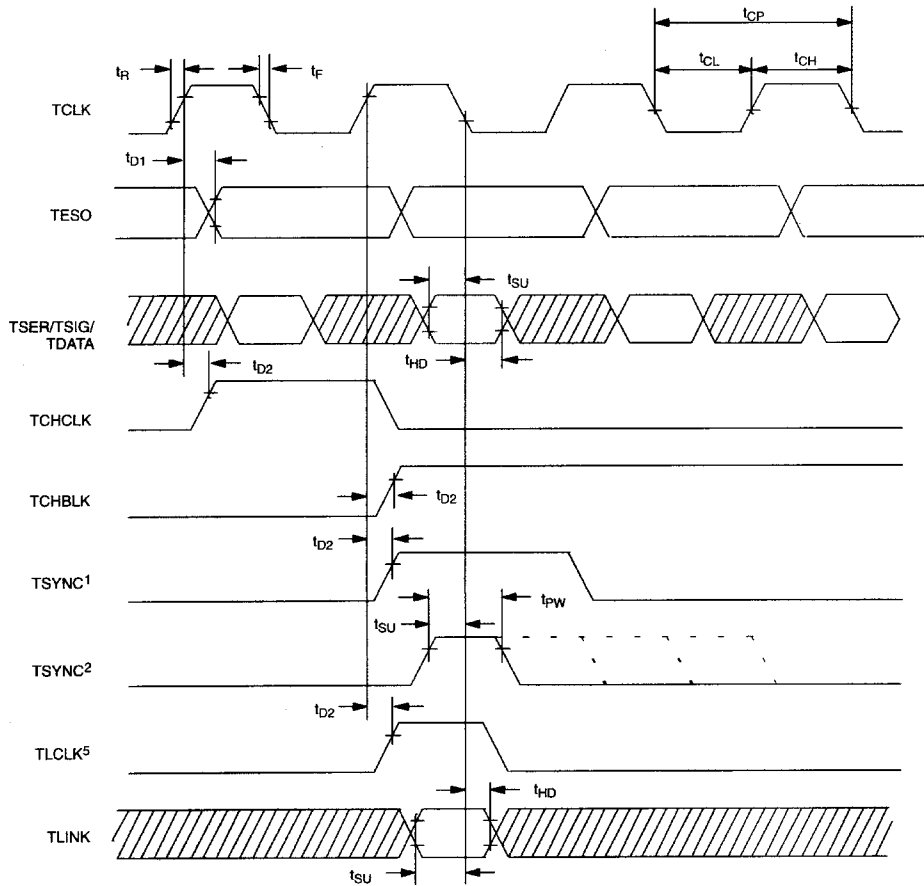 tCP
tR
tF
tCL
tCH
TCLK
tD1
TESO
tSU
TSER/TSIG/
TDATA
tHD
tD2
TCHCLK
TCHBLK
tD2
tD2
TSYNC1
tPW
tSU
TSYNC2
tD2
TLCLK5
tHD
TLINK
tSU